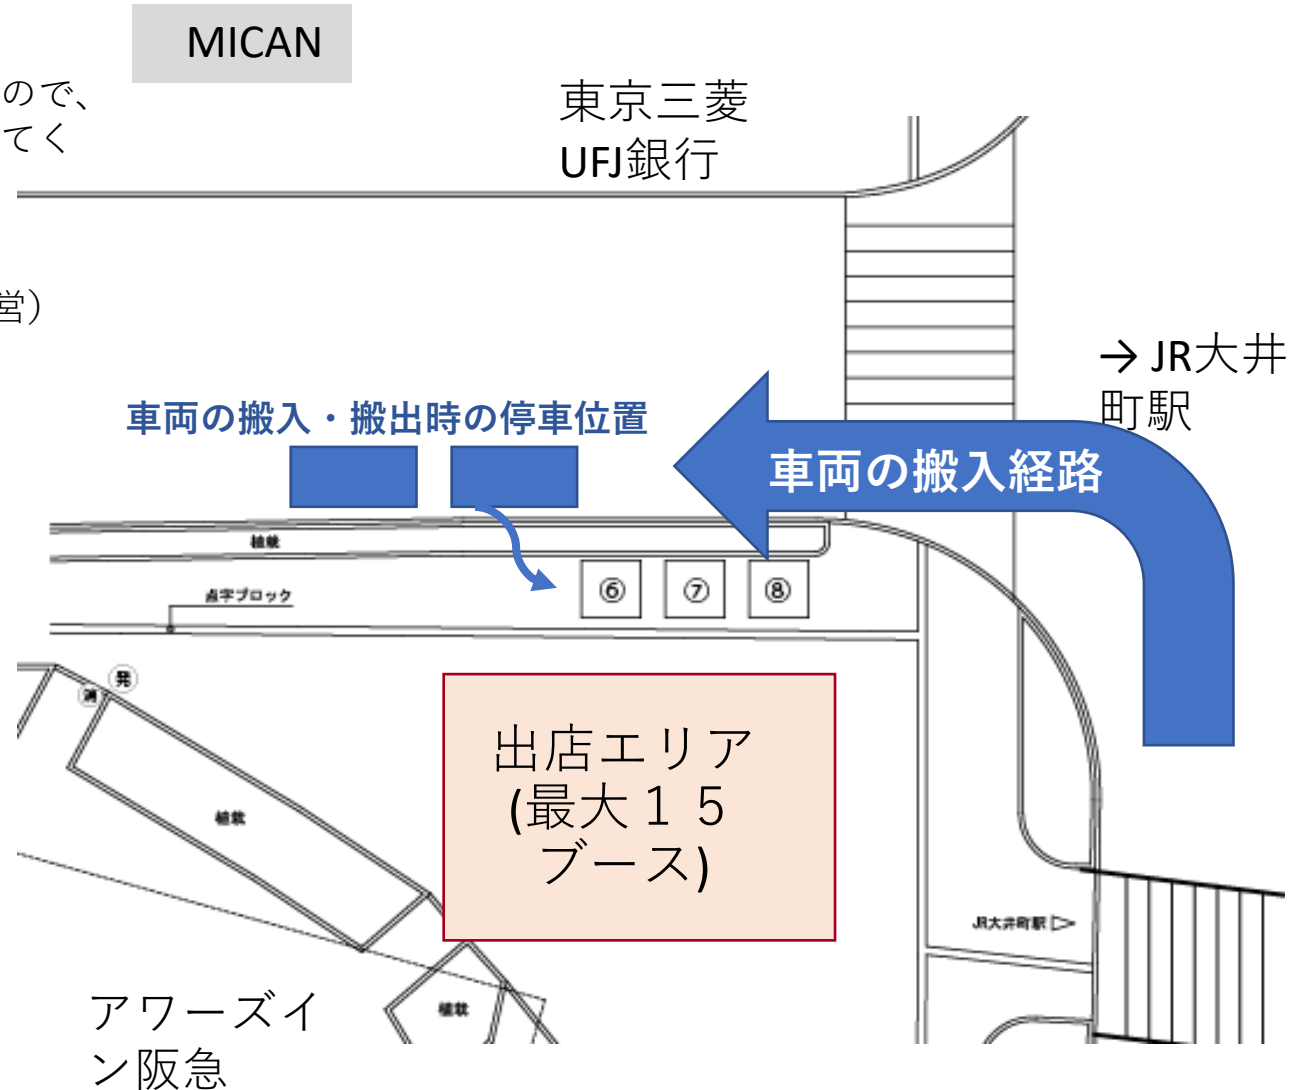 MICAN
ので、
てく
東京三菱
UFJ銀行
営）
→ JR大井
町駅
車両の搬入・搬出時の停車位置
車両の搬入経路
植栽
⑥ ⑦ ⑧
点字ブロック
発
消
出店エリア
(最大１５
ブース)
植栽
JR大井町駅
植栽
アワーズイ
ン阪急